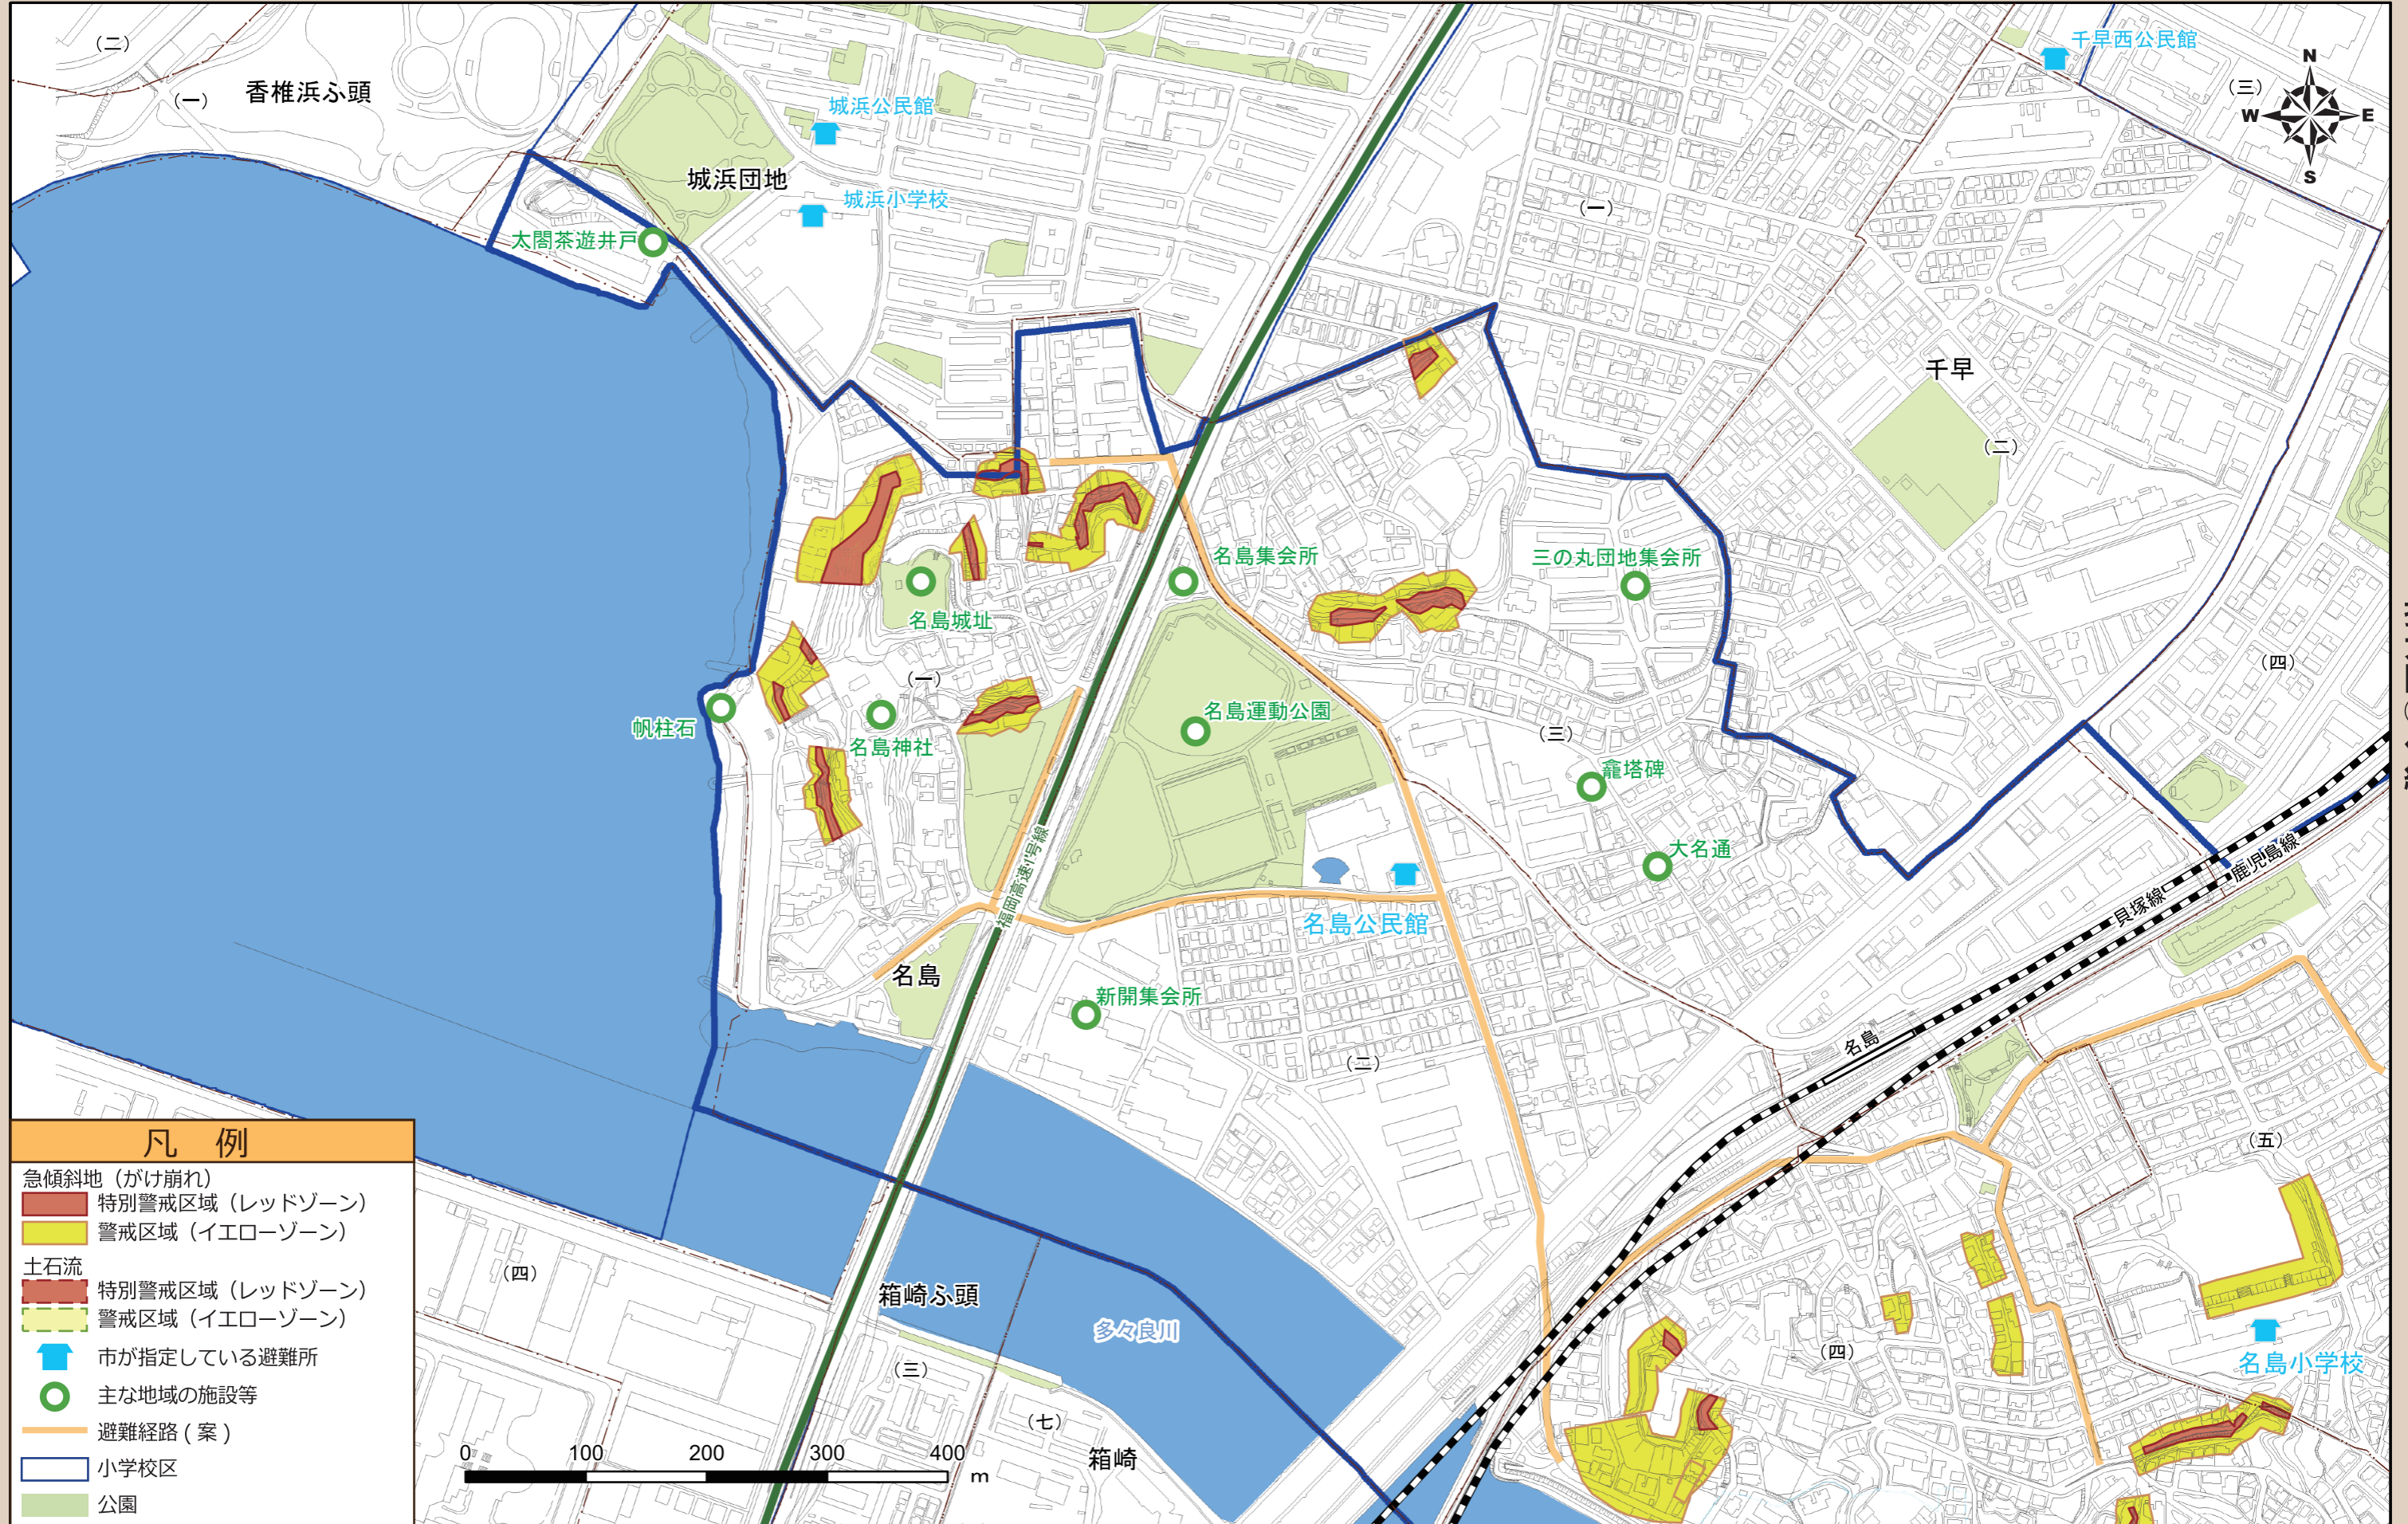 (二)
香椎浜ふ頭
(一)
城浜公民館
城浜団地
城浜小学校
太閤茶遊井戸
千早西公民館
(三)
N
W
E
S
(一)
千早
(二)
名島集会所
三の丸団地集会所
名島城址
(四)
(一)
帆柱石
名島神社
名島運動公園
(三)
龕塔碑
大名通
福岡高速1号線
名島公民館
鹿児島線
貝塚線
名島
名島
新開集会所
(二)
(五)
名島小学校
(四)
箱崎ふ頭
多々良川
(四)
(三)
(七)
箱崎
0 100 200 300 400
m
凡 例
急傾斜地(がけ崩れ)
特別警戒区域(レッドゾーン)
警戒区域(イエローゾーン)
土石流
特別警戒区域(レッドゾーン)
警戒区域(イエローゾーン)
市が指定している避難所
主な地域の施設等
避難経路(案)
小学校区
公園